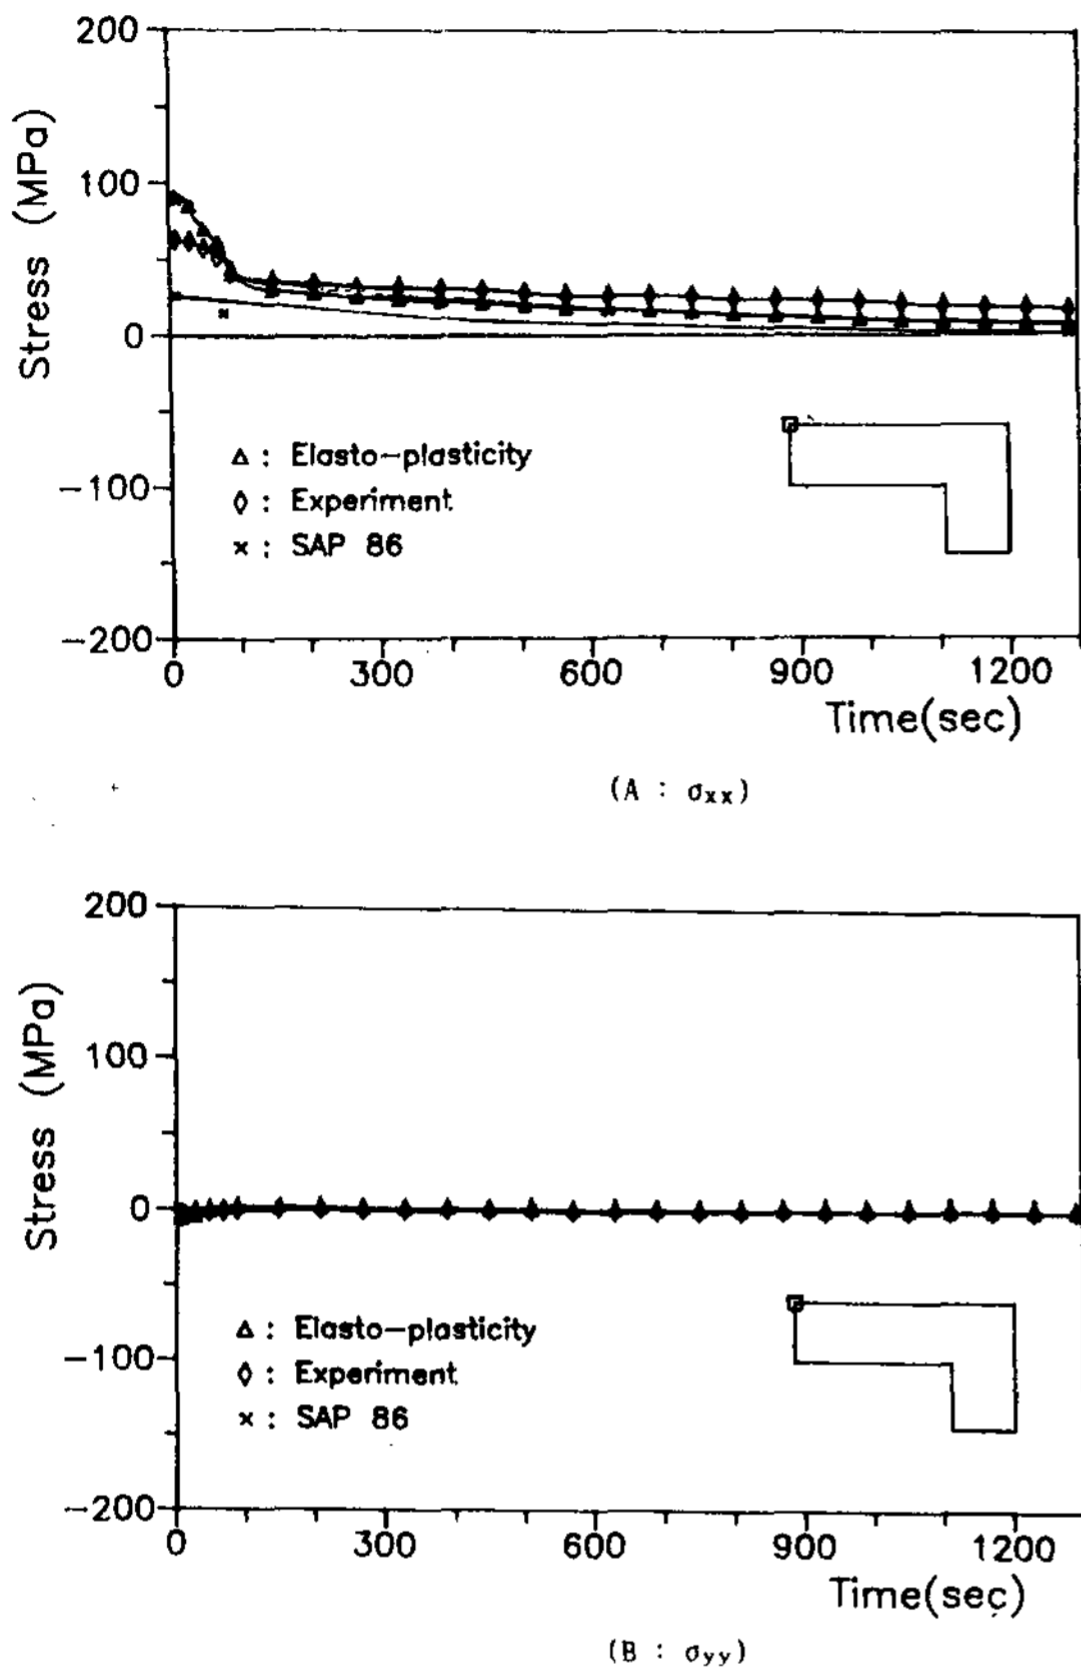 200
100
0
−100
−200
Stress (MPa)
△ : Elasto−plasticity
◊ : Experiment
× : SAP 86
0 300 600 900 1200
Time(sec)
(A : σxx)
200
100
0
−100
−200
Stress (MPa)
△ : Elasto−plasticity
◊ : Experiment
× : SAP 86
0 300 600 900 1200
Time(sec)
(B : σyy)